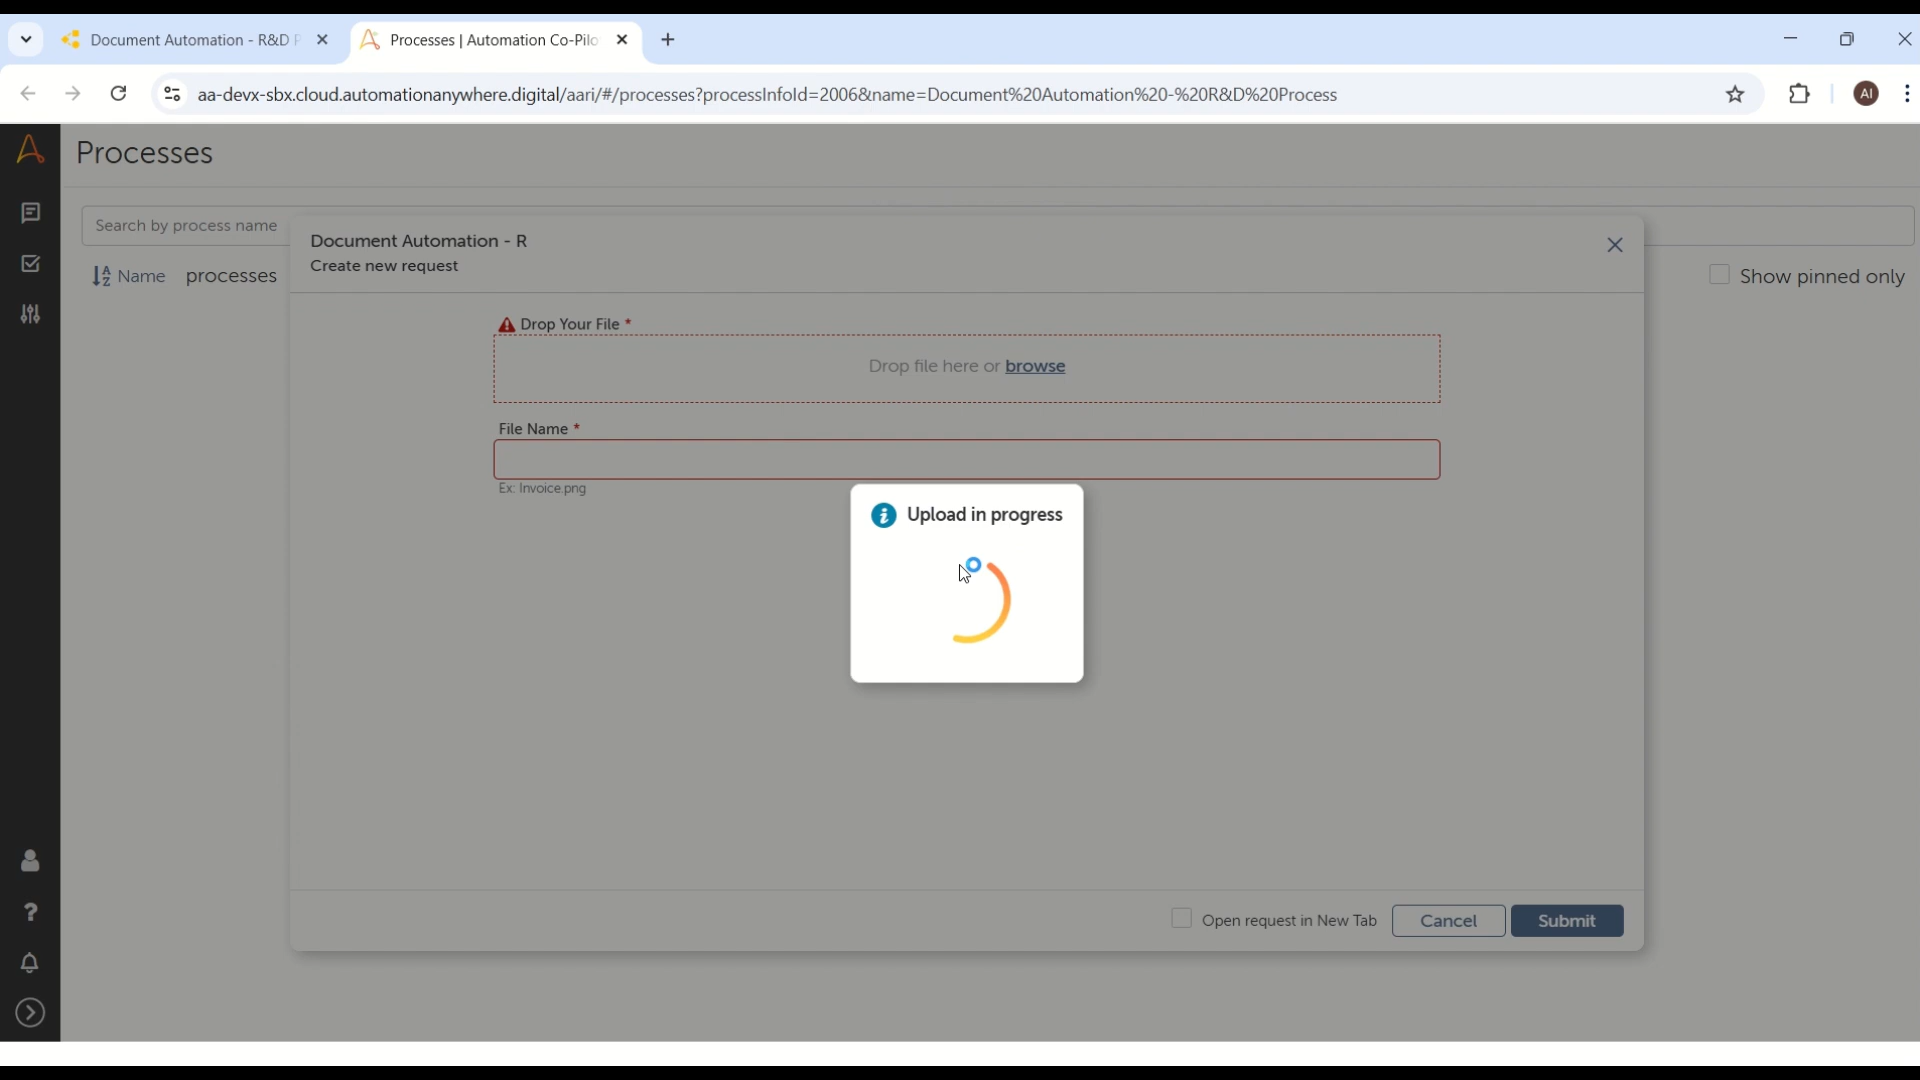 Document Automation - R&D P
Processes | Automation Co-Pilo
aa-devx-sbx.cloud.automationanywhere.digital/aari/#/processes?processInfoId=2006&name=Document%20Automation%20-%20R&D%20Process
AI
Processes
Search by process name
Name processes
Show pinned only
Document Automation - R
Create new request
Drop Your File *
Drop file here or browse
File Name *
Ex: Invoice.png
Upload in progress
Open request in New Tab
Cancel
Submit